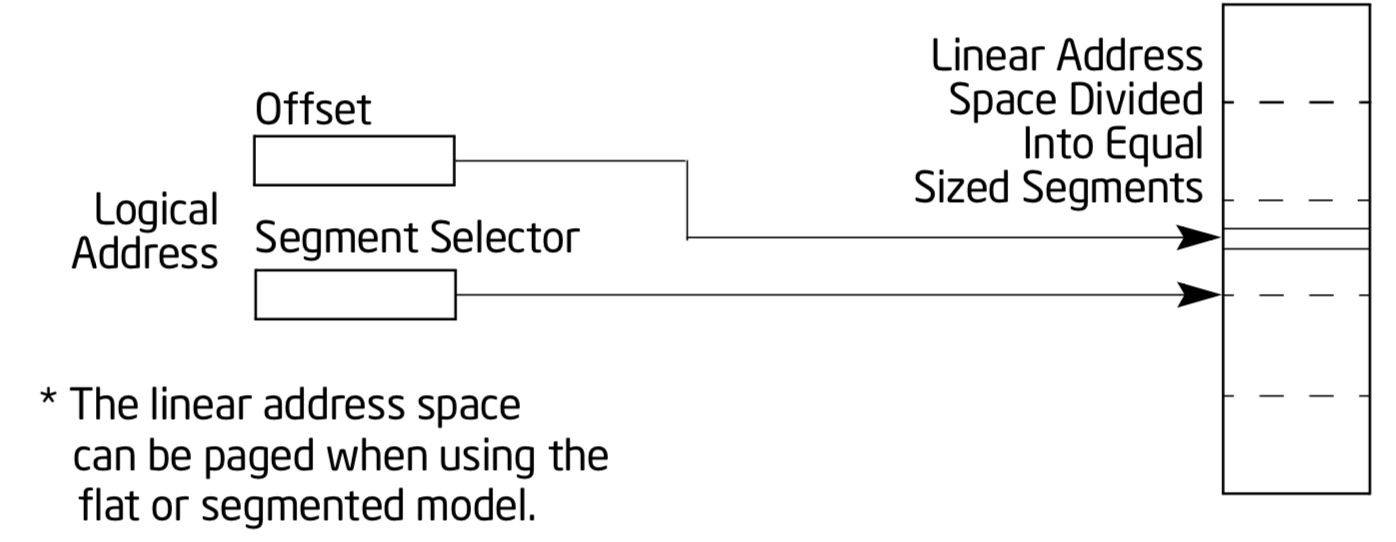 Linear Address
Space Divided
Into Equal
Sized Segments
Offset
Logical
Address
Segment Selector
* The linear address space
can be paged when using the
flat or segmented model.